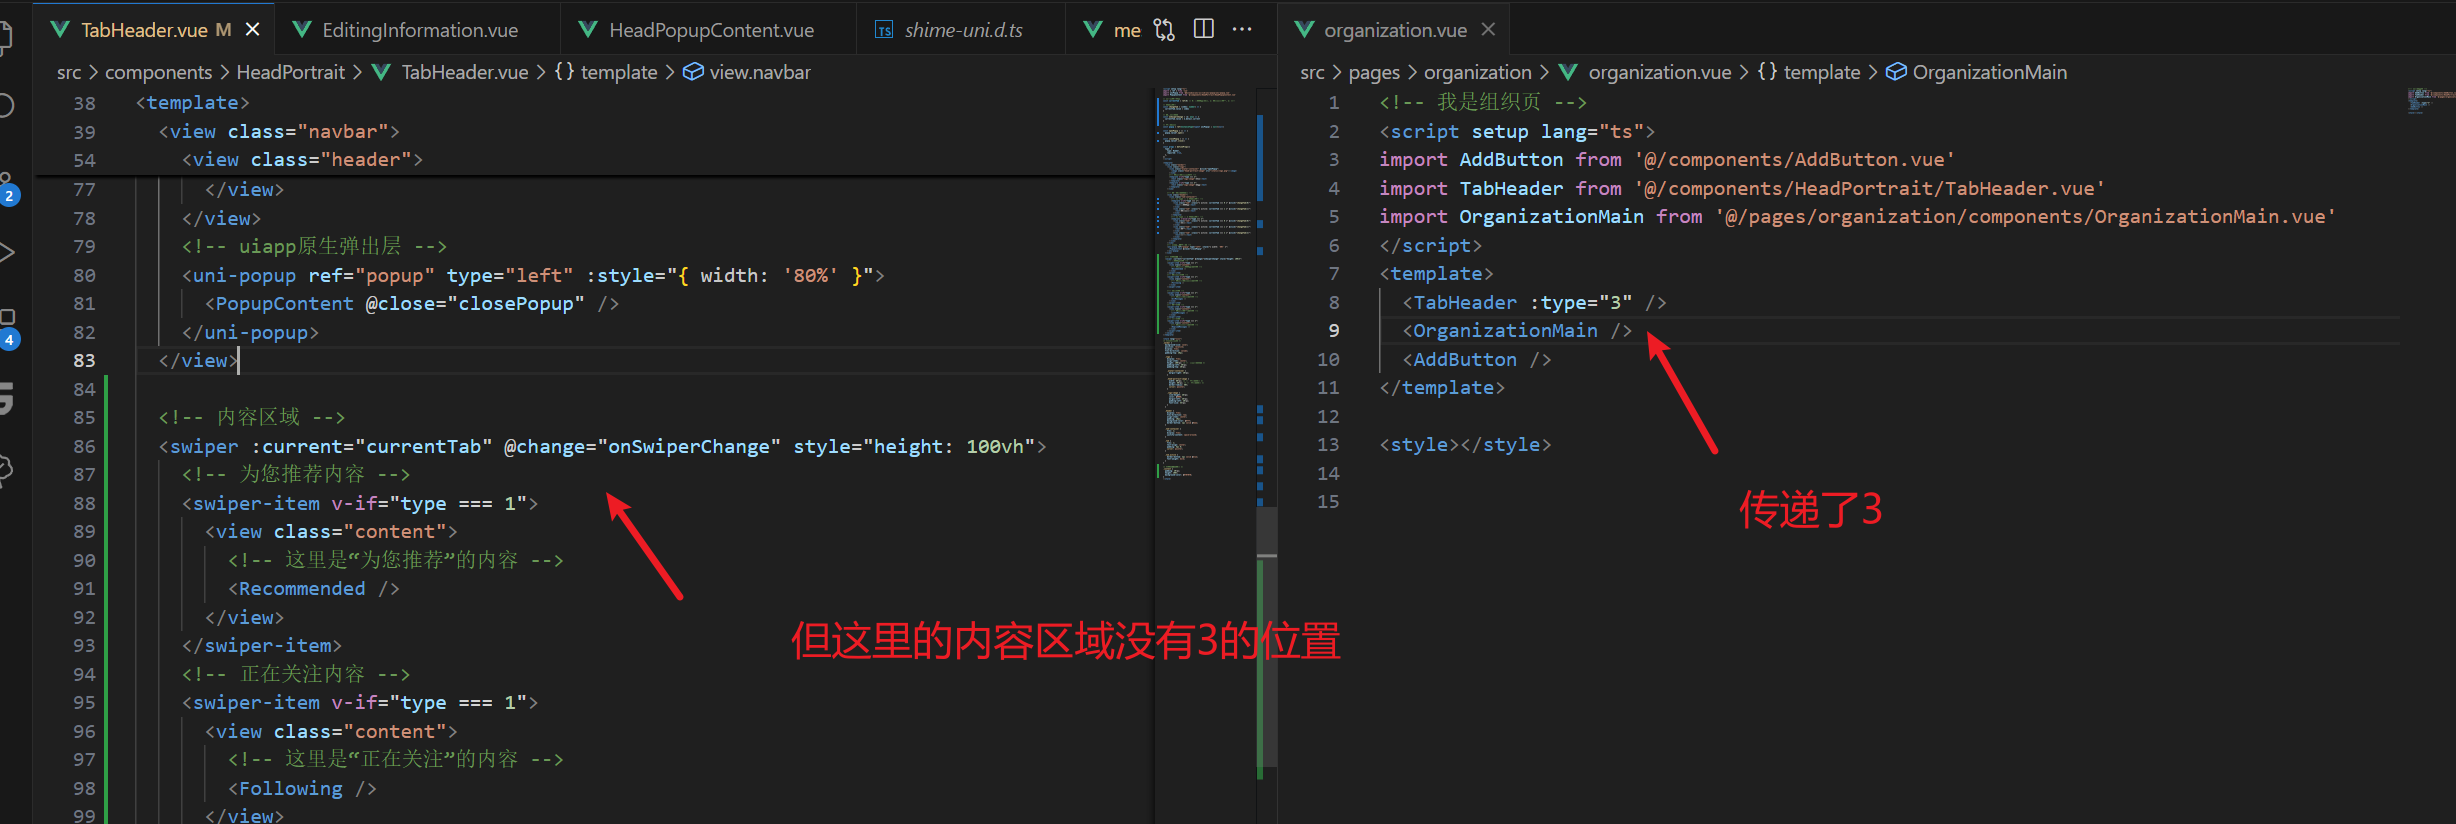 TabHeader.vue M
EditingInformation.vue
HeadPopupContent.vue
TS shime-uni.d.ts
me
organization.vue
src > components > HeadPortrait > TabHeader.vue > {} template > view.navbar
src > pages > organization > organization.vue > {} template > OrganizationMain
2
4
38 <template>
39 <view class="navbar">
54 <view class="header">
77 </view>
78 </view>
79 <!-- uiapp原生弹出层 -->
80 <uni-popup ref="popup" type="left" :style="{ width: '80%' }">
81 <PopupContent @close="closePopup" />
82 </uni-popup>
83 </view>
84
85 <!-- 内容区域 -->
86 <swiper :current="currentTab" @change="onSwiperChange" style="height: 100vh">
87 <!-- 为您推荐内容 -->
88 <swiper-item v-if="type === 1">
89 <view class="content">
90 <!-- 这里是“为您推荐”的内容 -->
91 <Recommended />
92 </view>
93 </swiper-item>
94 <!-- 正在关注内容 -->
95 <swiper-item v-if="type === 1">
96 <view class="content">
97 <!-- 这里是“正在关注”的内容 -->
98 <Following />
99 </view>
但这里的内容区域没有3的位置
1 <!-- 我是组织页 -->
2 <script setup lang="ts">
3 import AddButton from '@/components/AddButton.vue'
4 import TabHeader from '@/components/HeadPortrait/TabHeader.vue'
5 import OrganizationMain from '@/pages/organization/components/OrganizationMain.vue'
6 </script>
7 <template>
8 <TabHeader :type="3" />
9 <OrganizationMain />
10 <AddButton />
11 </template>
12
13 <style></style>
14
15
传递了3